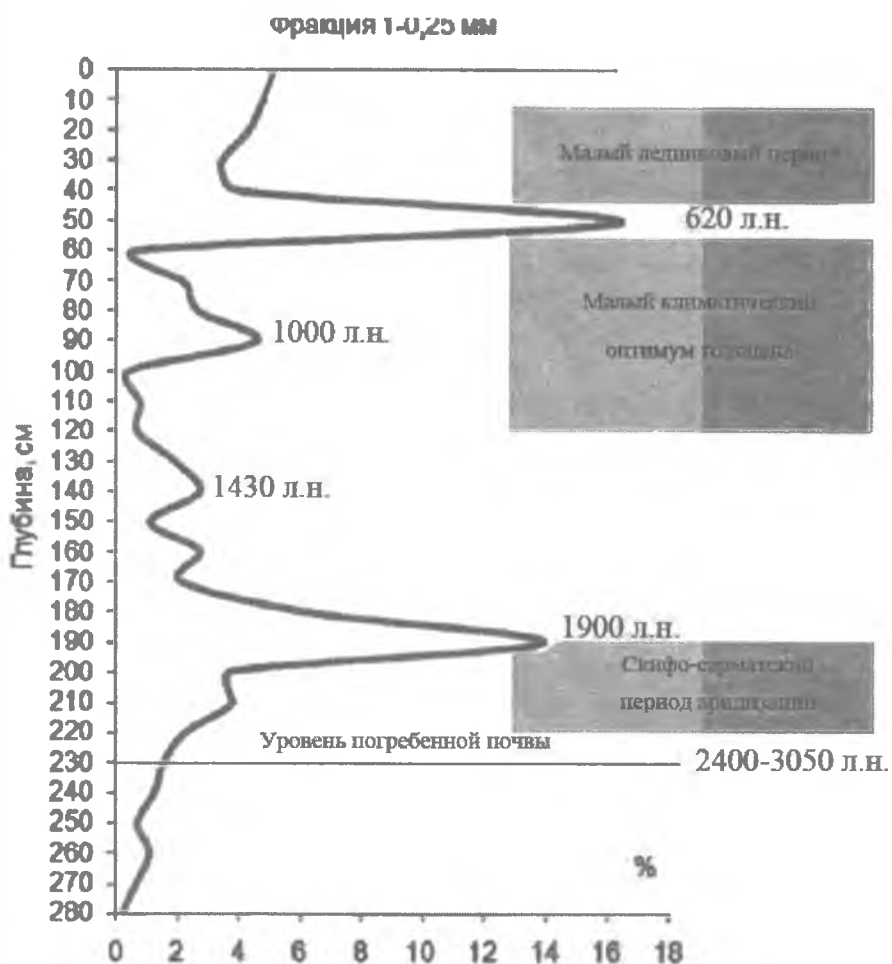 Фракция 1-0,25 мм
0
10
20
30
40
50
60
70
80
90
100
110
120
130
140
150
160
170
180
190
200
210
220
230
240
250
260
270
280
Глубина, см
Малый ледниковый период
620 л.н.
Малый климатический
оптимум голоцена
1000 л.н.
1430 л.н.
1900 л.н.
Скифо-сарматский
период аридизации
Уровень погребенной почвы
2400-3050 л.н.
%
0 2 4 6 8 10 12 14 16 18